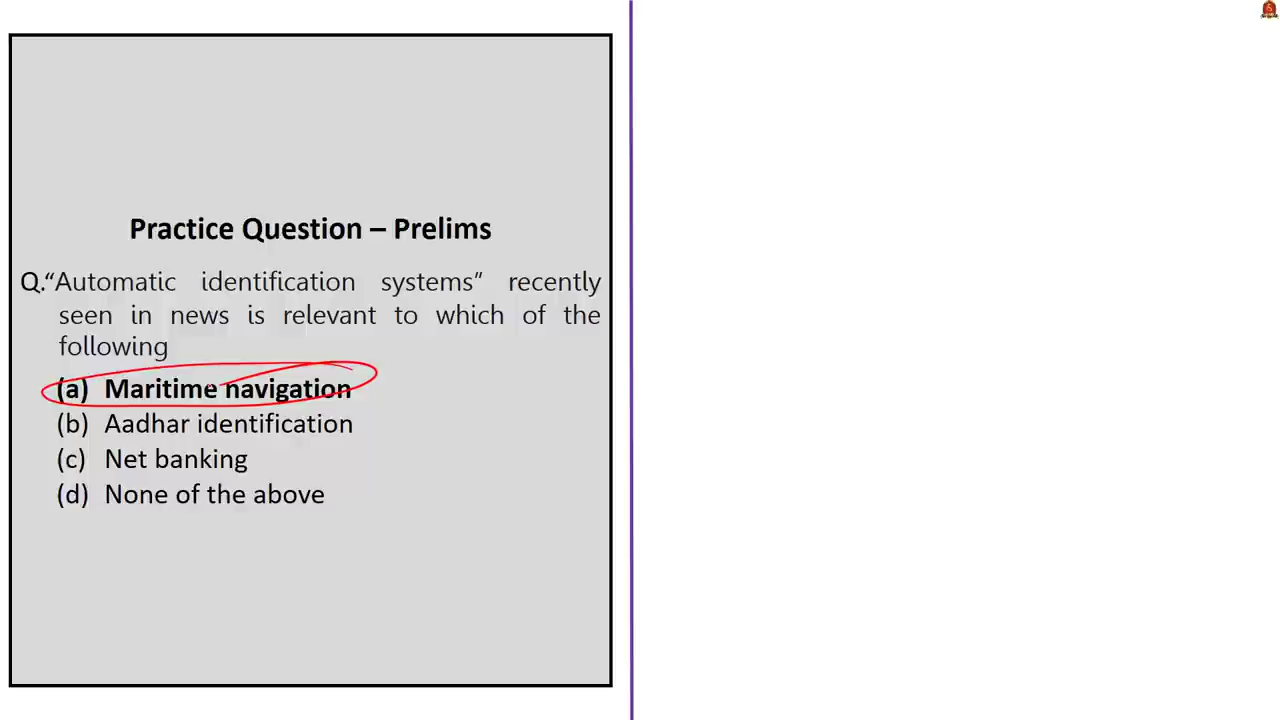 Practice Question – Prelims
Q.“Automatic identification systems” recently
seen in news is relevant to which of the
following
(a) Maritime navigation
(b) Aadhar identification
(c) Net banking
(d) None of the above